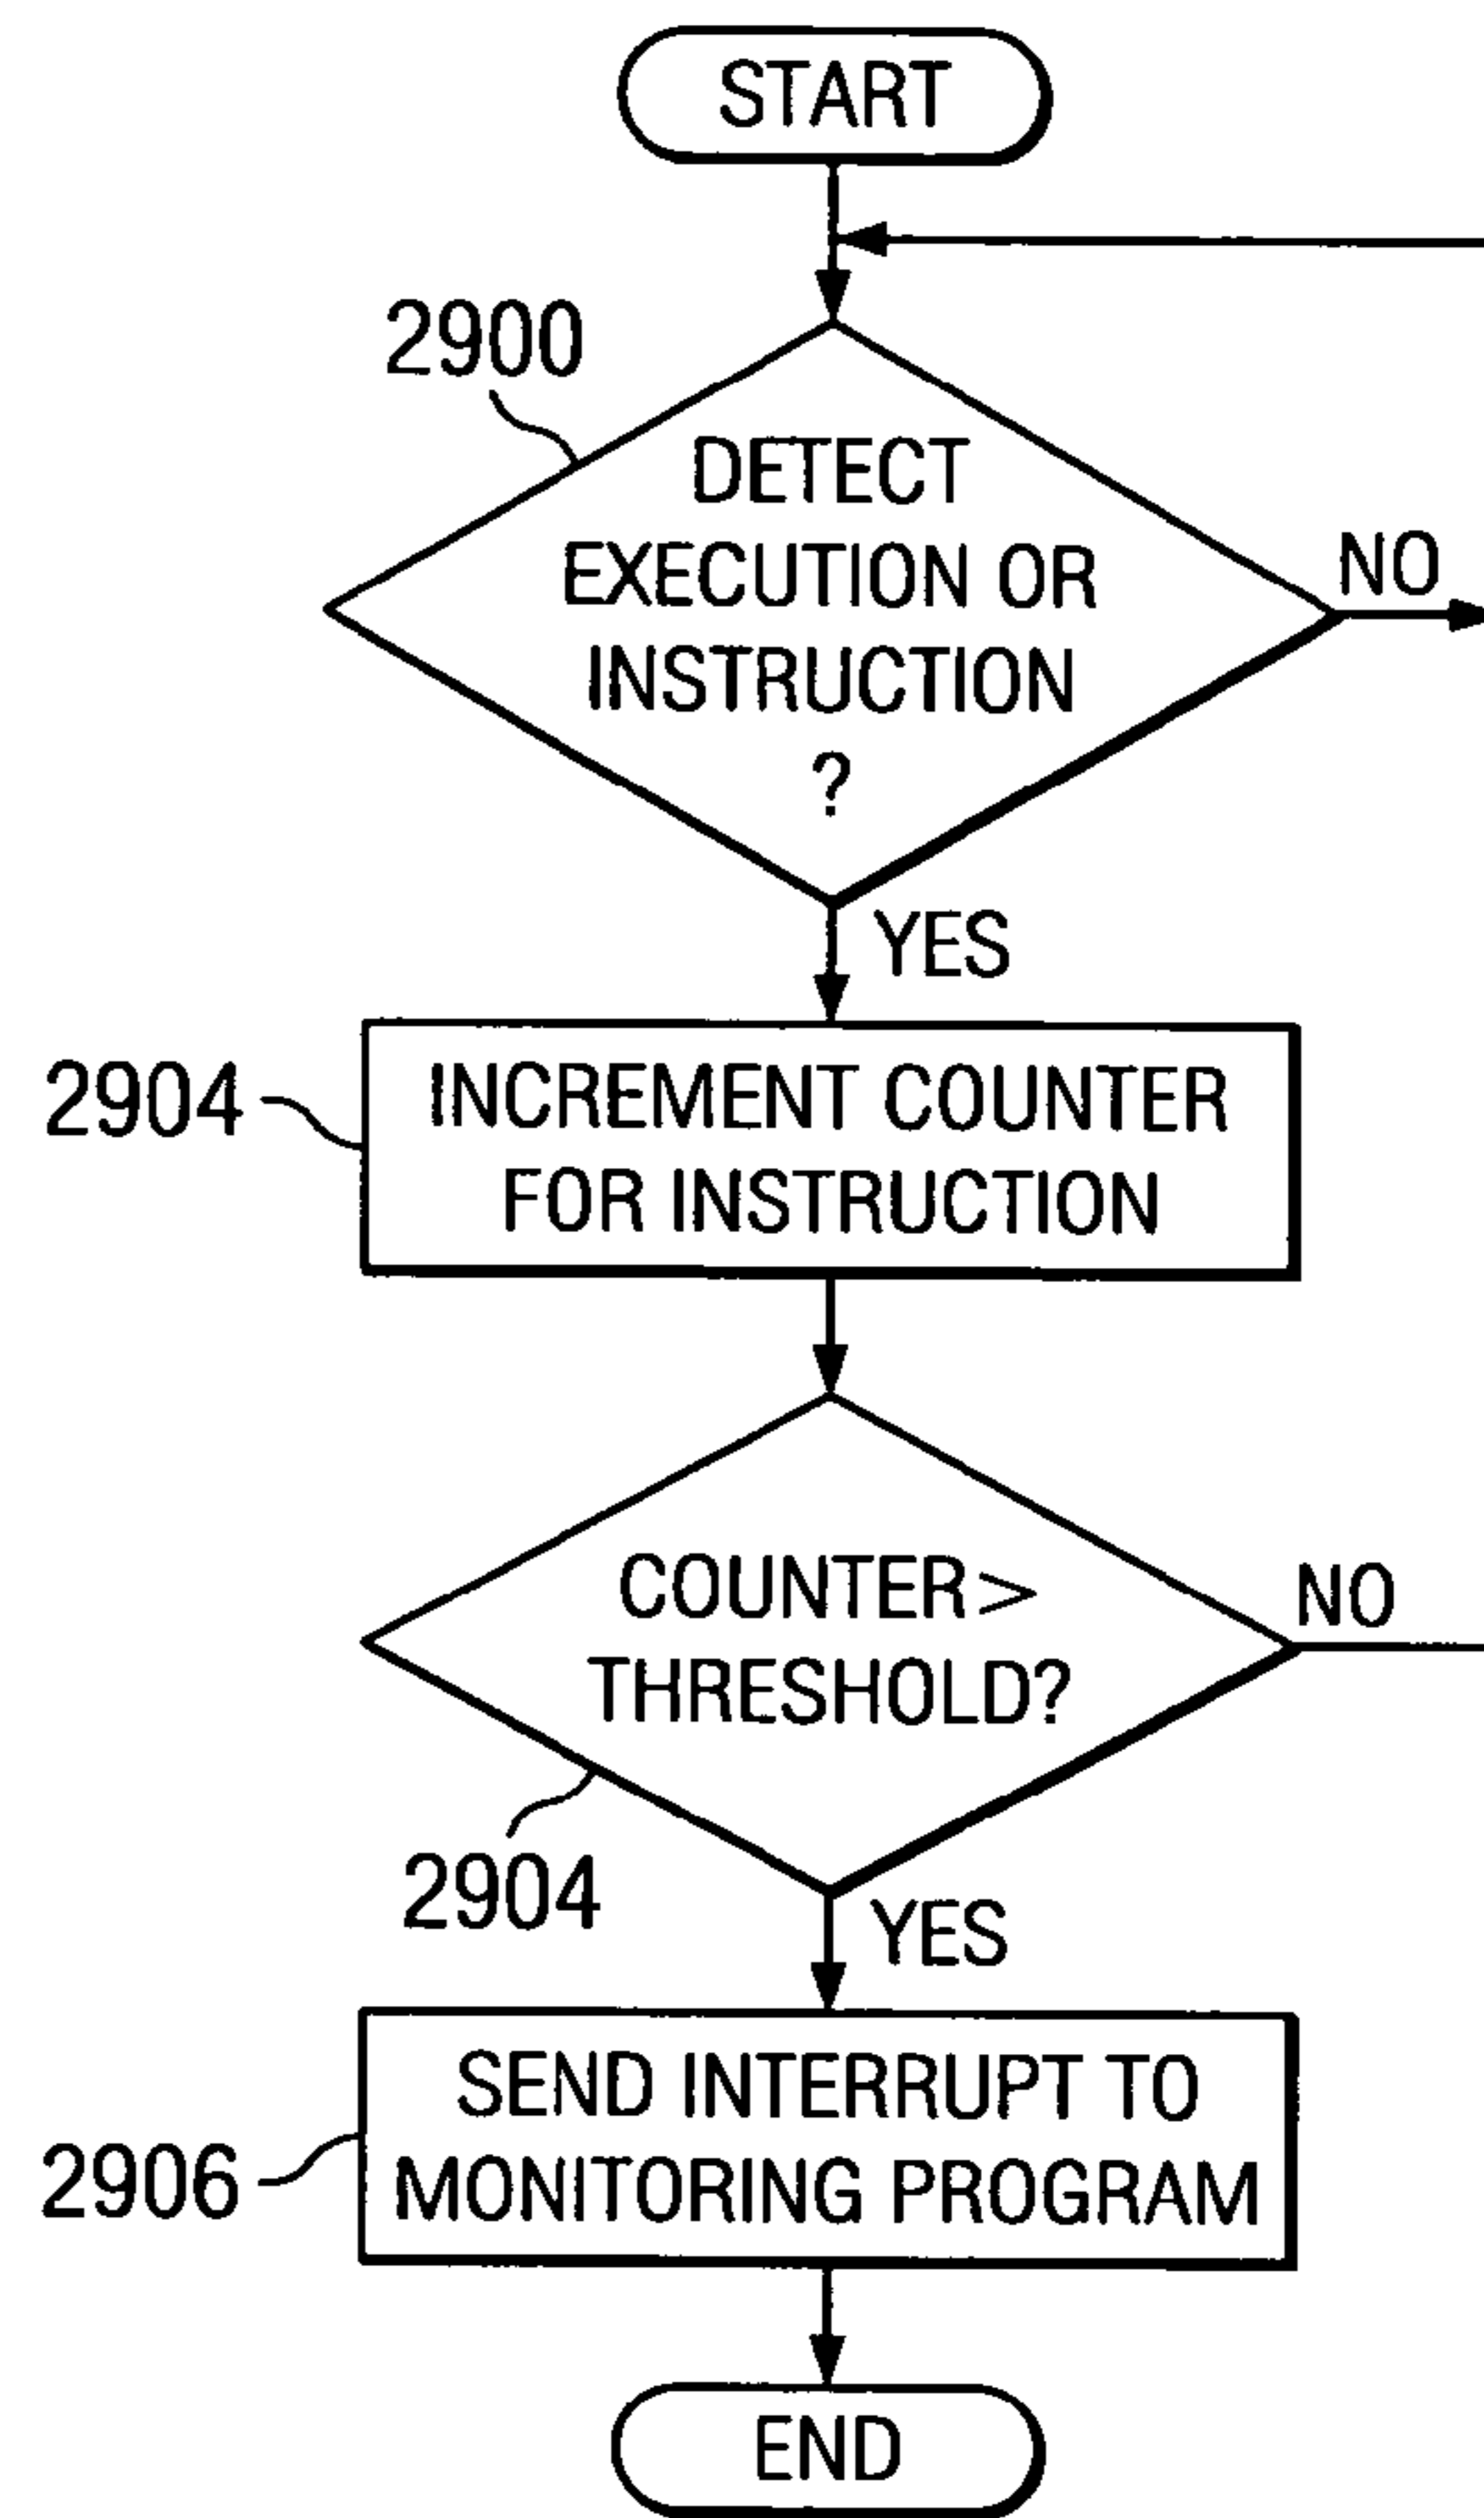 START
2900
DETECT
EXECUTION OR
INSTRUCTION
?
NO
YES
2904
INCREMENT COUNTER
FOR INSTRUCTION
COUNTER>
THRESHOLD?
NO
2904
YES
2906
SEND INTERRUPT TO
MONITORING PROGRAM
END